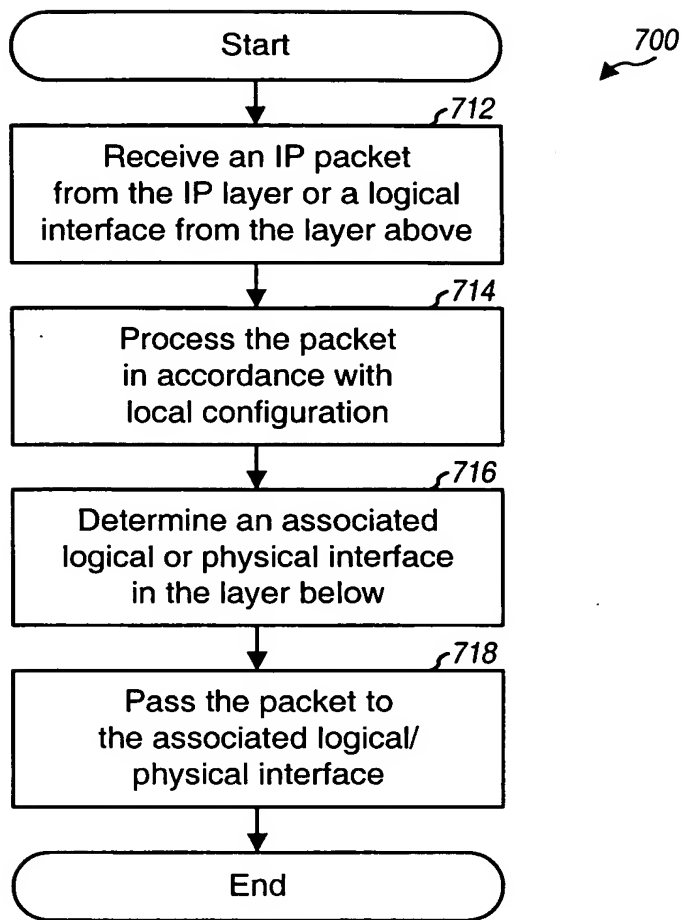 Start
700
712
Receive an IP packet
from the IP layer or a logical
interface from the layer above
714
Process the packet
in accordance with
local configuration
716
Determine an associated
logical or physical interface
in the layer below
718
Pass the packet to
the associated logical/
physical interface
End